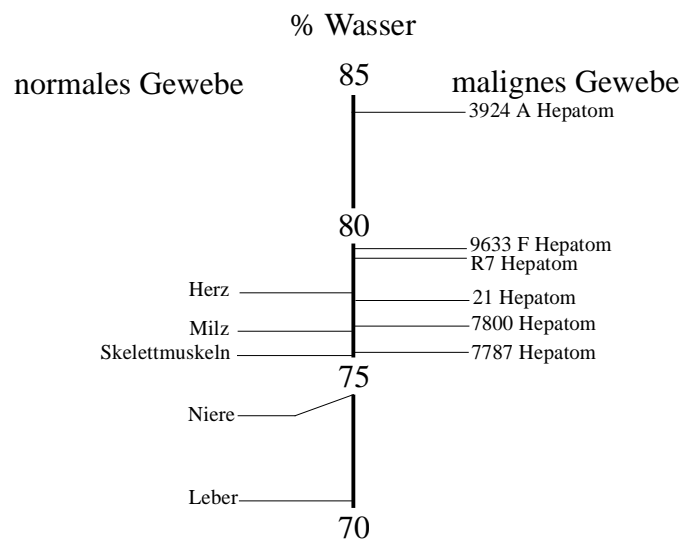 % Wasser
normales Gewebe
85
malignes Gewebe
3924 A Hepatom
80
9633 F Hepatom
R7 Hepatom
Herz
21 Hepatom
Milz
7800 Hepatom
Skelettmuskeln
7787 Hepatom
75
Niere
Leber
70